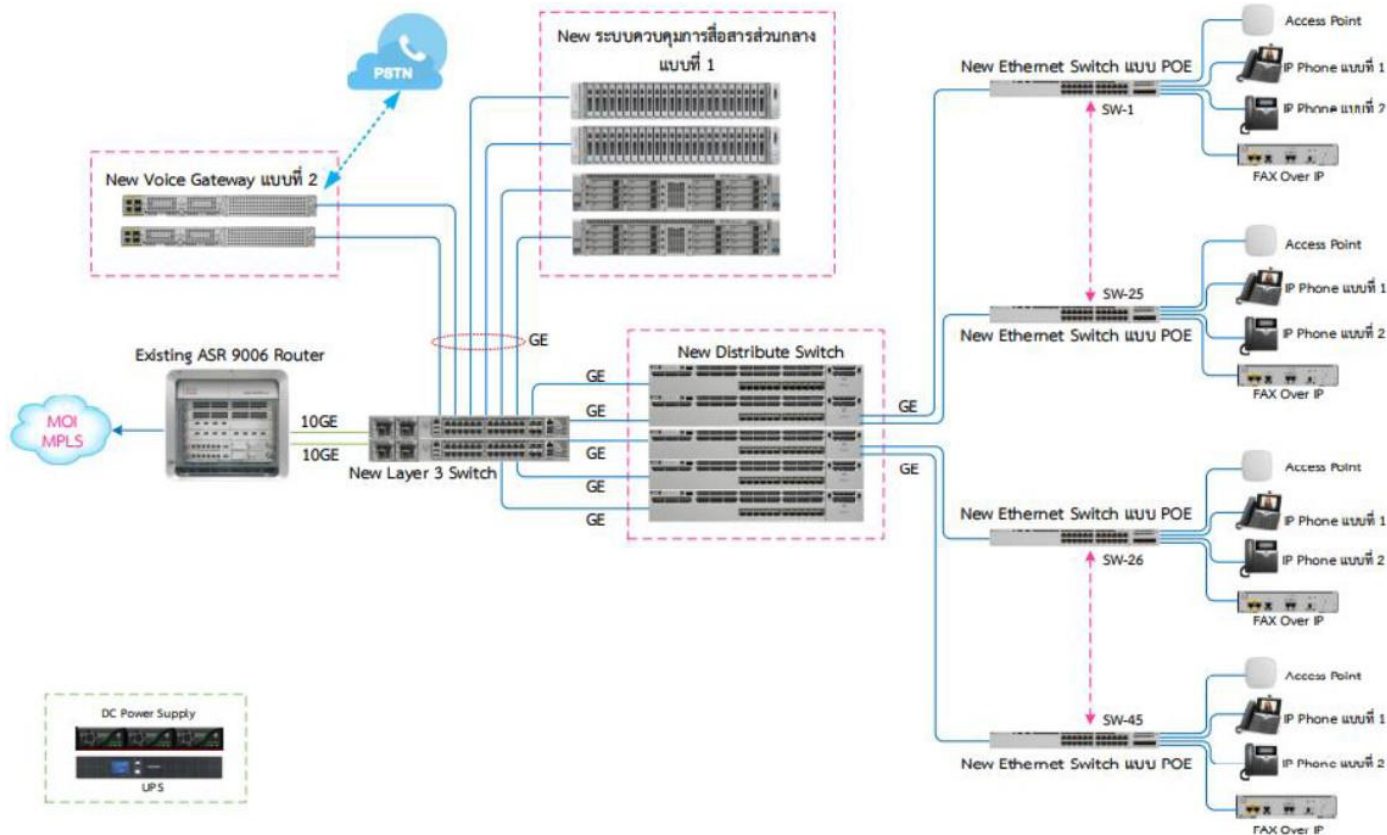 PSTN
New ระบบควบคุมการสื่อสารส่วนกลาง
แบบที่ 1
New Voice Gateway แบบที่ 2
GE
Existing ASR 9006 Router
MOI
MPLS
10GE
10GE
New Layer 3 Switch
New Distribute Switch
GE
GE
GE
GE
GE
GE
GE
New Ethernet Switch แบบ POE
SW-1
Access Point
IP Phone แบบที่ 1
IP Phone แบบที่ 2
FAX Over IP
SW-25
New Ethernet Switch แบบ POE
Access Point
IP Phone แบบที่ 1
IP Phone แบบที่ 2
FAX Over IP
New Ethernet Switch แบบ POE
SW-26
Access Point
IP Phone แบบที่ 1
IP Phone แบบที่ 2
FAX Over IP
SW-45
New Ethernet Switch แบบ POE
Access Point
IP Phone แบบที่ 1
IP Phone แบบที่ 2
FAX Over IP
DC Power Supply
UPS